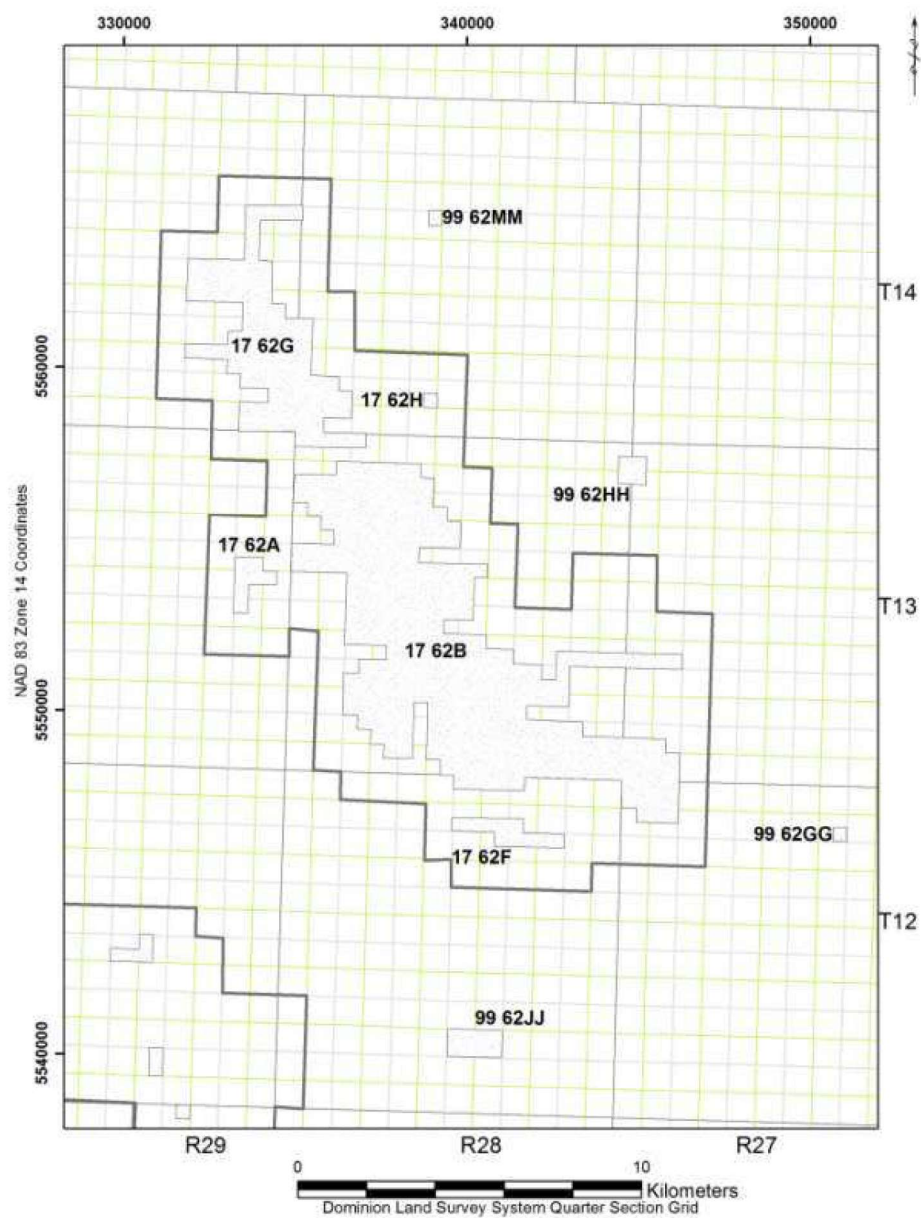 330000
340000
350000
99 62MM
T14
17 62G
5560000
17 62H
99 62HH
17 62A
T13
NAD 83 Zone 14 Coordinates
17 62B
5550000
99 62GG
17 62F
T12
99 62JJ
5540000
R29
R28
R27
0
10
Kilometers
Dominion Land Survey System Quarter Section Grid